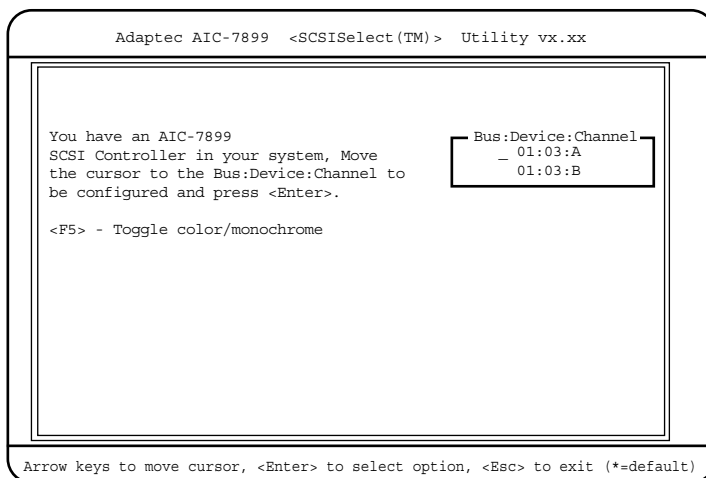 Adaptec AIC-7899 <SCSISelect(TM)> Utility vx.xx
You have an AIC-7899
SCSI Controller in your system, Move
the cursor to the Bus:Device:Channel to
be configured and press <Enter>.
<F5> - Toggle color/monochrome
Bus:Device:Channel
_ 01:03:A
01:03:B
Arrow keys to move cursor, <Enter> to select option, <Esc> to exit (*=default)